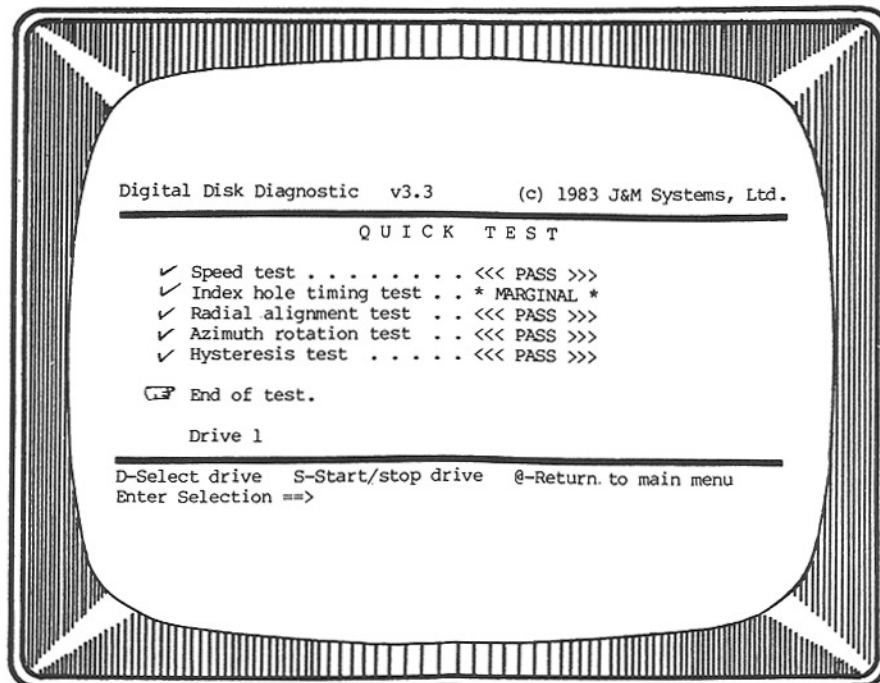 Digital Disk Diagnostic v3.3 (c) 1983 J&M Systems, Ltd.
QUICK TEST
✓ Speed test . . . . . . . . <<< PASS >>>
✓ Index hole timing test . . * MARGINAL *
✓ Radial alignment test . . <<< PASS >>>
✓ Azimuth rotation test . . <<< PASS >>>
✓ Hysteresis test . . . . . <<< PASS >>>
☞ End of test.
Drive 1
D-Select drive S-Start/stop drive @-Return to main menu
Enter Selection ==>